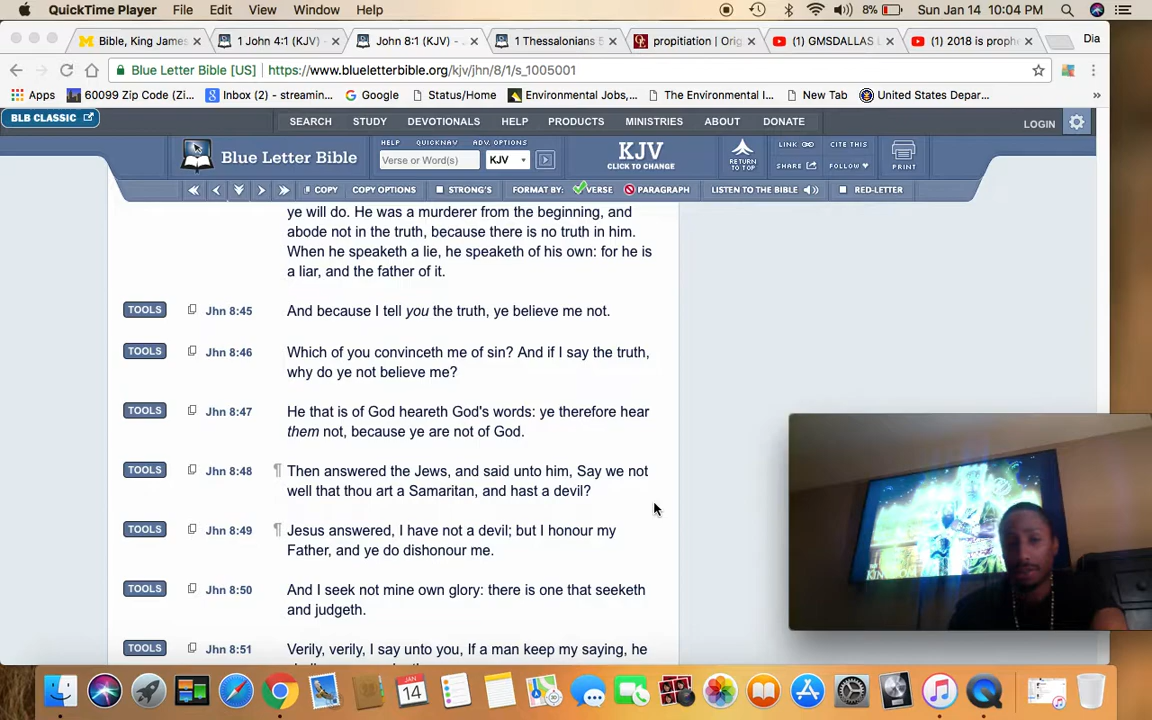 QuickTime Player File Edit View Window Help 8% Sun Jan 14 10:04 PM
Bible, King James 1 John 4:1 (KJV) - John 8:1 (KJV) - 1 Thessalonians 5 propitiation | Orig (1) GMSDALLAS L (1) 2018 is prophe Dia
Blue Letter Bible [US] https://www.blueletterbible.org/kjv/jhn/8/1/s_1005001
Apps 60099 Zip Code (Zi... Inbox (2) - streamin... Google Status/Home Environmental Jobs,... The Environmental I... New Tab United States Depar... »
BLB CLASSIC SEARCH STUDY DEVOTIONALS HELP PRODUCTS MINISTRIES ABOUT DONATE LOGIN
HELP QUICKNAV ADV. OPTIONS
Blue Letter Bible Verse or Word(s) KJV
KJV
CLICK TO CHANGE
RETURN
TO TOP
LINK CITE THIS
SHARE FOLLOW
PRINT
COPY COPY OPTIONS STRONG'S FORMAT BY: VERSE PARAGRAPH LISTEN TO THE BIBLE RED-LETTER
ye will do. He was a murderer from the beginning, and
abode not in the truth, because there is no truth in him.
When he speaketh a lie, he speaketh of his own: for he is
a liar, and the father of it.
TOOLS Jhn 8:45 And because I tell you the truth, ye believe me not.
TOOLS Jhn 8:46 Which of you convinceth me of sin? And if I say the truth,
why do ye not believe me?
TOOLS Jhn 8:47 He that is of God heareth God's words: ye therefore hear
them not, because ye are not of God.
TOOLS Jhn 8:48 ¶ Then answered the Jews, and said unto him, Say we not
well that thou art a Samaritan, and hast a devil?
TOOLS Jhn 8:49 ¶ Jesus answered, I have not a devil; but I honour my
Father, and ye do dishonour me.
TOOLS Jhn 8:50 And I seek not mine own glory: there is one that seeketh
and judgeth.
TOOLS Jhn 8:51 Verily, verily, I say unto you, If a man keep my saying, he
JAN
14